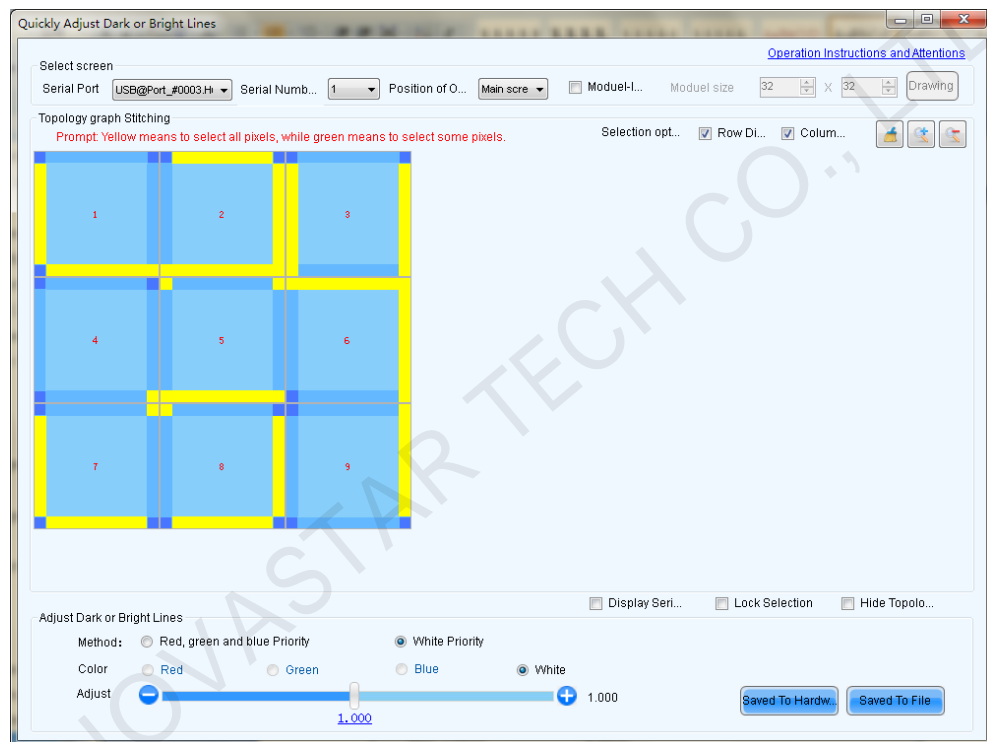 Quickly Adjust Dark or Bright Lines
Operation Instructions and Attentions
Select screen
Serial Port USB@Port_#0003.Hu Serial Numb... 1 Position of O... Main scre Moduel-I... Moduel size 32 X 32 Drawing
Topology graph Stitching
Prompt: Yellow means to select all pixels, while green means to select some pixels.
Selection opt... Row Di... Colum...
1 2 3
4 5 6
7 8 9
NOVASTAR TECH CO., LTD
Display Seri... Lock Selection Hide Topolo...
Adjust Dark or Bright Lines
Method: Red, green and blue Priority White Priority
Color Red Green Blue White
Adjust 1.000
1.000
Saved To Hardw... Saved To File